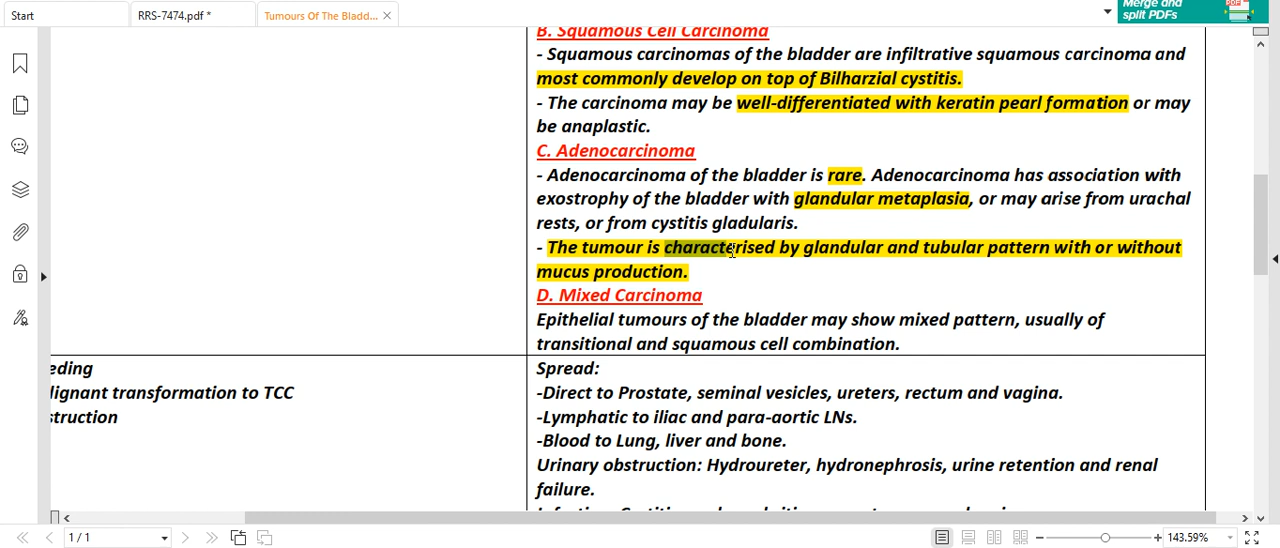 Start
RRS-7474.pdf *
Tumours Of The Bladd...
Merge and
split PDFs
PDF
B. Squamous Cell Carcinoma
- Squamous carcinomas of the bladder are infiltrative squamous carcinoma and
most commonly develop on top of Bilharzial cystitis.
- The carcinoma may be well-differentiated with keratin pearl formation or may
be anaplastic.
C. Adenocarcinoma
- Adenocarcinoma of the bladder is rare. Adenocarcinoma has association with
exostrophy of the bladder with glandular metaplasia, or may arise from urachal
rests, or from cystitis gladularis.
- The tumour is characterised by glandular and tubular pattern with or without
mucus production.
D. Mixed Carcinoma
Epithelial tumours of the bladder may show mixed pattern, usually of
transitional and squamous cell combination.
eding
lignant transformation to TCC
struction
Spread:
-Direct to Prostate, seminal vesicles, ureters, rectum and vagina.
-Lymphatic to iliac and para-aortic LNs.
-Blood to Lung, liver and bone.
Urinary obstruction: Hydroureter, hydronephrosis, urine retention and renal
failure.
1 / 1
143.59%